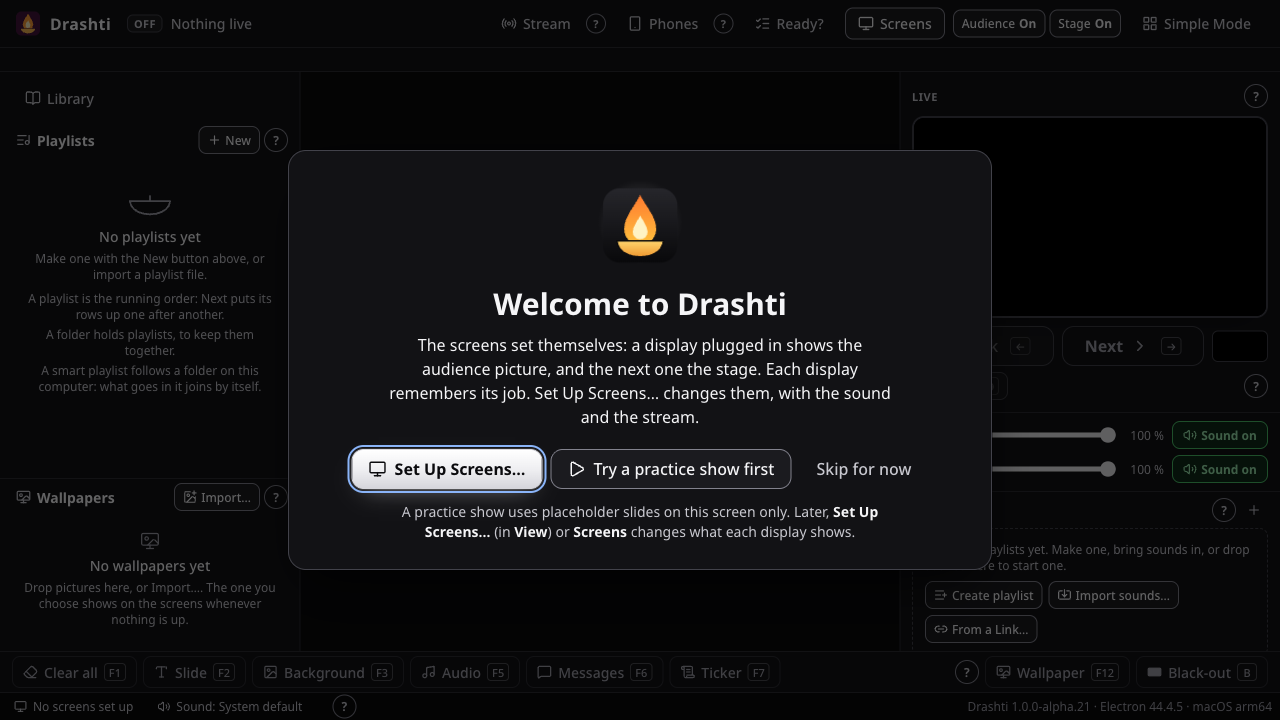 Drashti OFF Nothing live Stream ? Phones ? Ready? Screens Audience On Stage On Simple Mode
Library
LIVE ?
Playlists New ?
No playlists yet
Make one with the New button above, or
import a playlist file.
A playlist is the running order: Next puts its
rows up one after another.
A folder holds playlists, to keep them
together.
A smart playlist follows a folder on this
computer: what goes in it joins by itself.
Welcome to Drashti
The screens set themselves: a display plugged in shows the
audience picture, and the next one the stage. Each display
remembers its job. Set Up Screens... changes them, with the sound
and the stream.
Set Up Screens... Try a practice show first Skip for now
A practice show uses placeholder slides on this screen only. Later, Set Up
Screens... (in View) or Screens changes what each display shows.
Next
?
100 % Sound on
100 % Sound on
?
Wallpapers Import... ?
No wallpapers yet
Drop pictures here, or Import.... The one you
choose shows on the screens whenever
nothing is up.
yet. Make one, bring sounds in, or drop
to start one.
Create playlist Import sounds...
From a Link...
Clear all F1 Slide F2 Background F3 Audio F5 Messages F6 Ticker F7 ? Wallpaper F12 Black-out B
No screens set up Sound: System default ? Drashti 1.0.0-alpha.21 · Electron 44.4.5 · macOS arm64